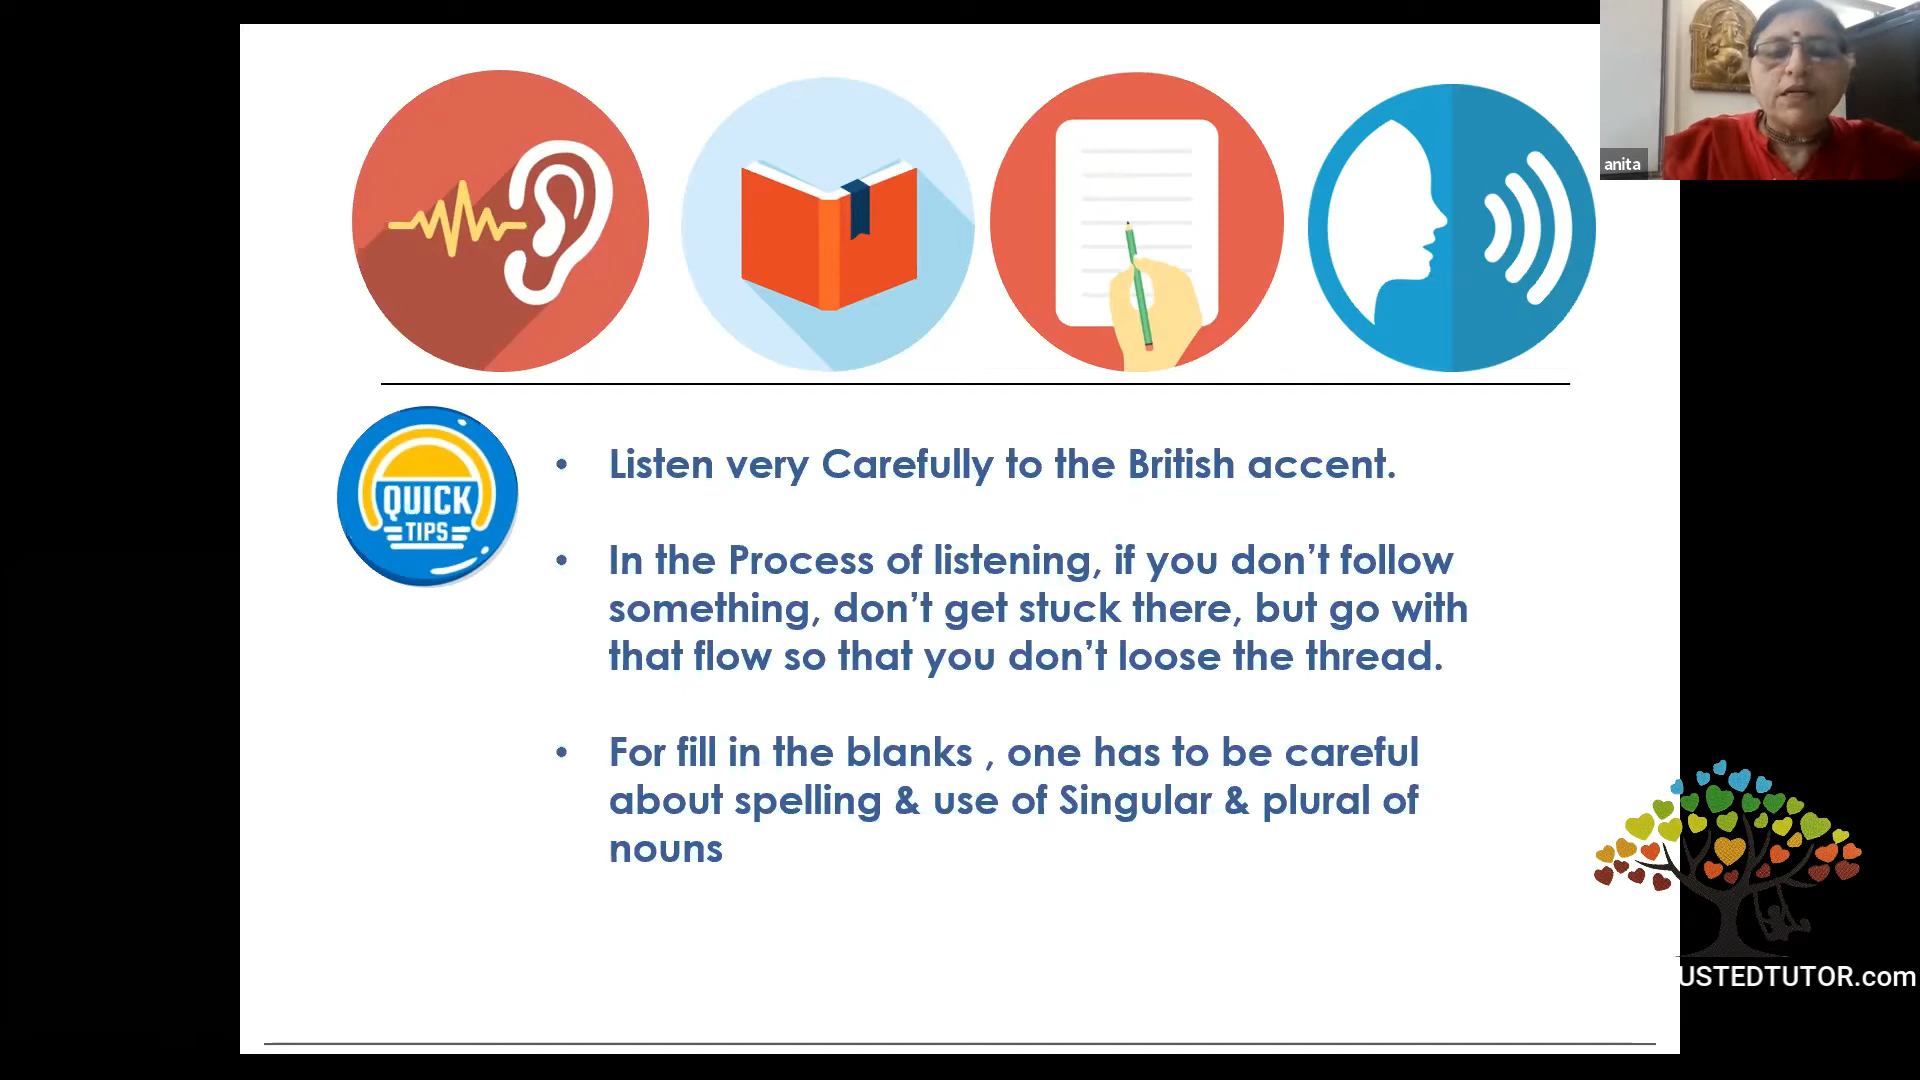 anita
QUICK
TIPS
• Listen very Carefully to the British accent.
• In the Process of listening, if you don’t follow
something, don’t get stuck there, but go with
that flow so that you don’t loose the thread.
• For fill in the blanks , one has to be careful
about spelling & use of Singular & plural of
nouns
USTEDTUTOR.com